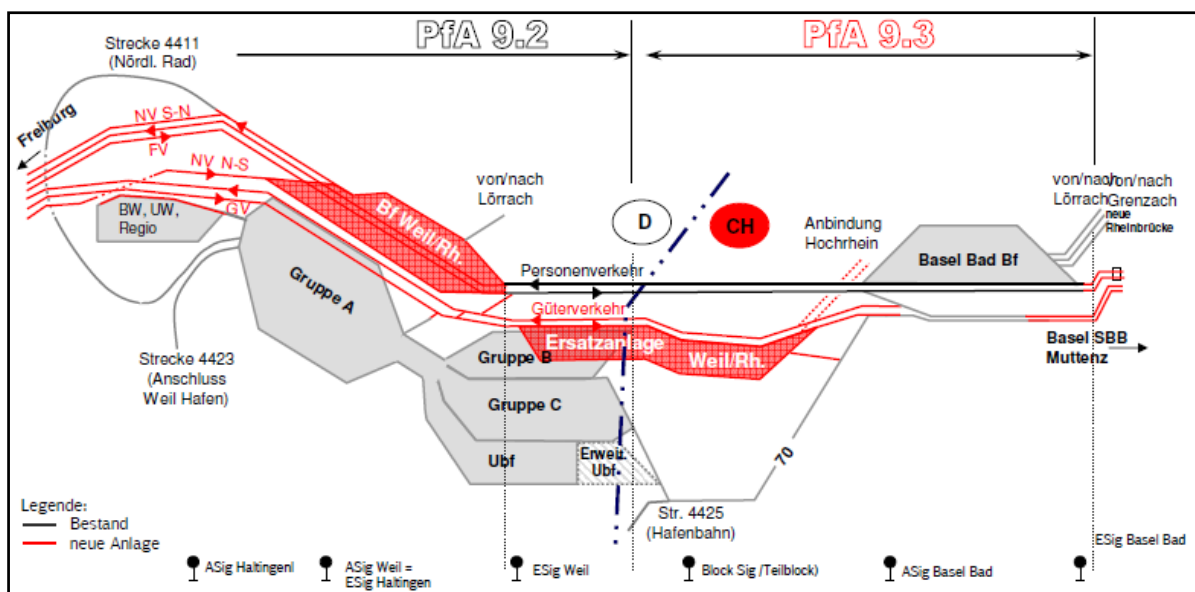 PfA 9.2
PfA 9.3
Strecke 4411
(Nördl. Rad)
Freiburg
NV S-N
FV
NV N-S
GV
BW, UW,
Regio
von/nach
Lörrach
Bf Weil/Rh.
D
CH
Anbindung
Hochrhein
von/nach
Lörrach
Von/nach
Grenzach
neue
Rheinbrücke
Basel Bad Bf
Personenverkehr
Güterverkehr
Gruppe A
Ersatzanlage
Weil/Rh.
Gruppe B
Gruppe C
Basel SBB
Muttenz
Strecke 4423
(Anschluss
Weil Hafen)
Ubf
Erweit.
Ubf
70
Str. 4425
(Hafenbahn)
Legende:
Bestand
neue Anlage
ASig Haltingenl
ASig Weil =
ESig Haltingen
ESig Weil
Block Sig /Teilblock)
ASig Basel Bad
ESig Basel Bad